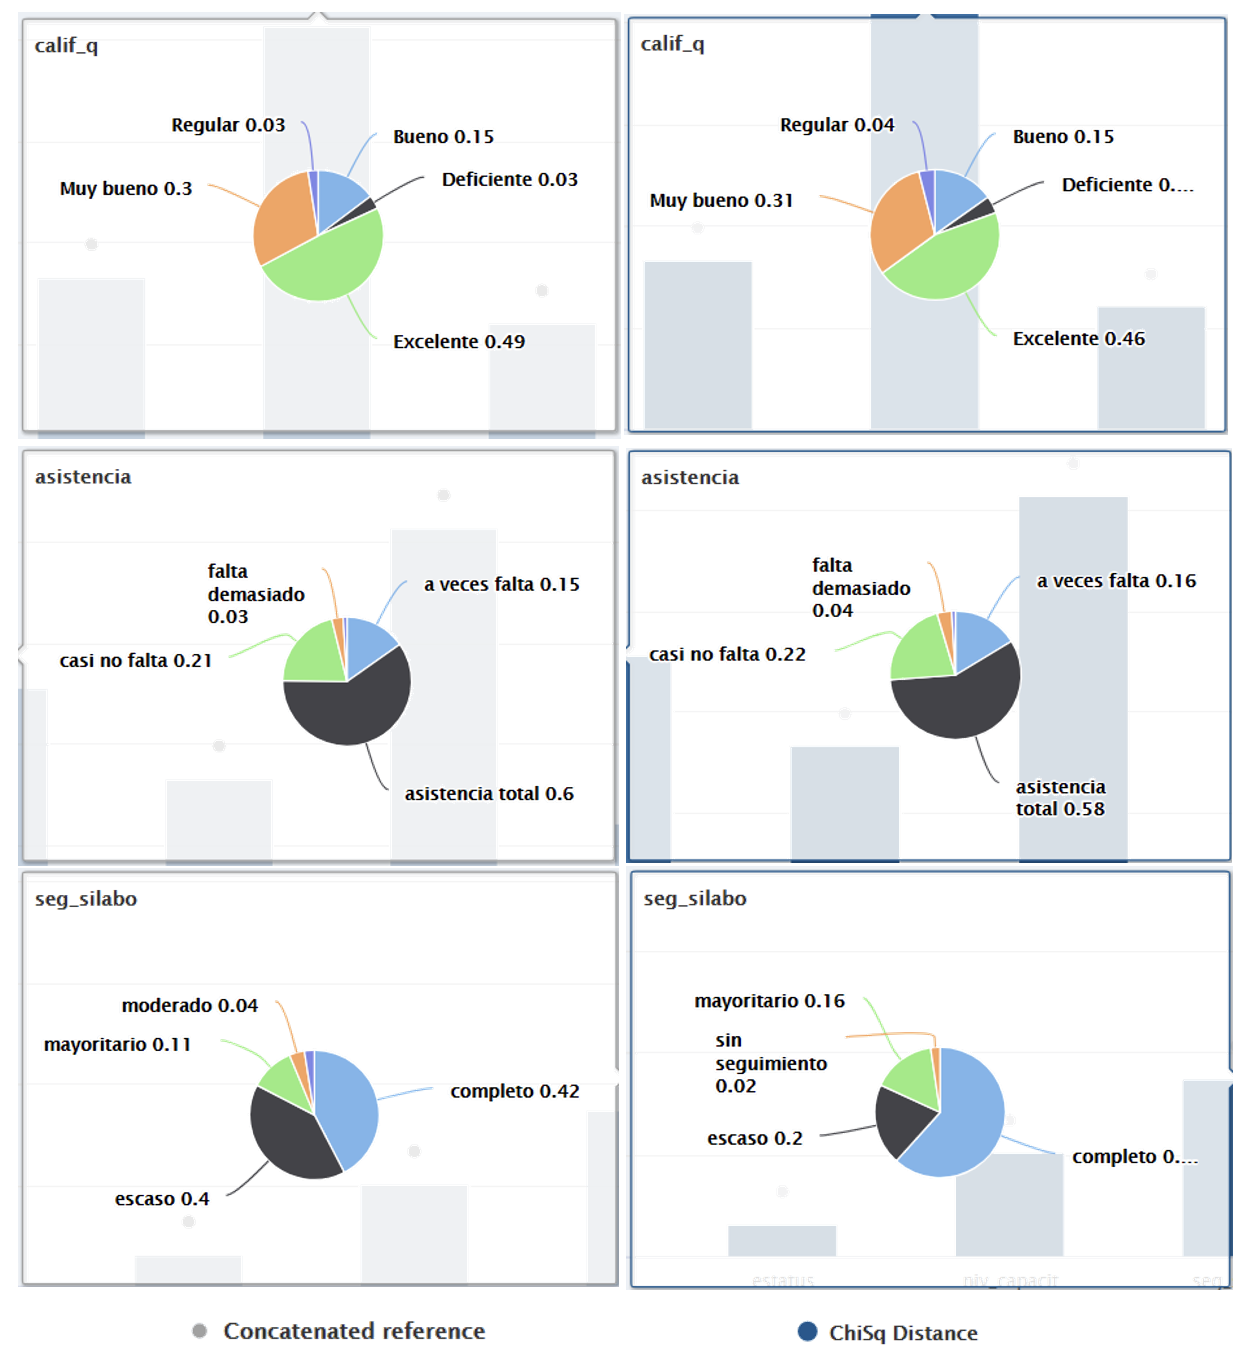 calif_q
Regular 0.03
Bueno 0.15
Muy bueno 0.3
Deficiente 0.03
Excelente 0.49
calif_q
Regular 0.04
Bueno 0.15
Muy bueno 0.31
Deficiente 0....
Excelente 0.46
asistencia
falta
demasiado
0.03
a veces falta 0.15
casi no falta 0.21
asistencia total 0.6
asistencia
falta
demasiado
0.04
a veces falta 0.16
casi no falta 0.22
asistencia
total 0.58
seg_silabo
moderado 0.04
mayoritario 0.11
completo 0.42
escaso 0.4
seg_silabo
mayoritario 0.16
sin
seguimiento
0.02
escaso 0.2
completo 0....
estatus
niv_capacit
seg_
Concatenated reference
ChiSq Distance